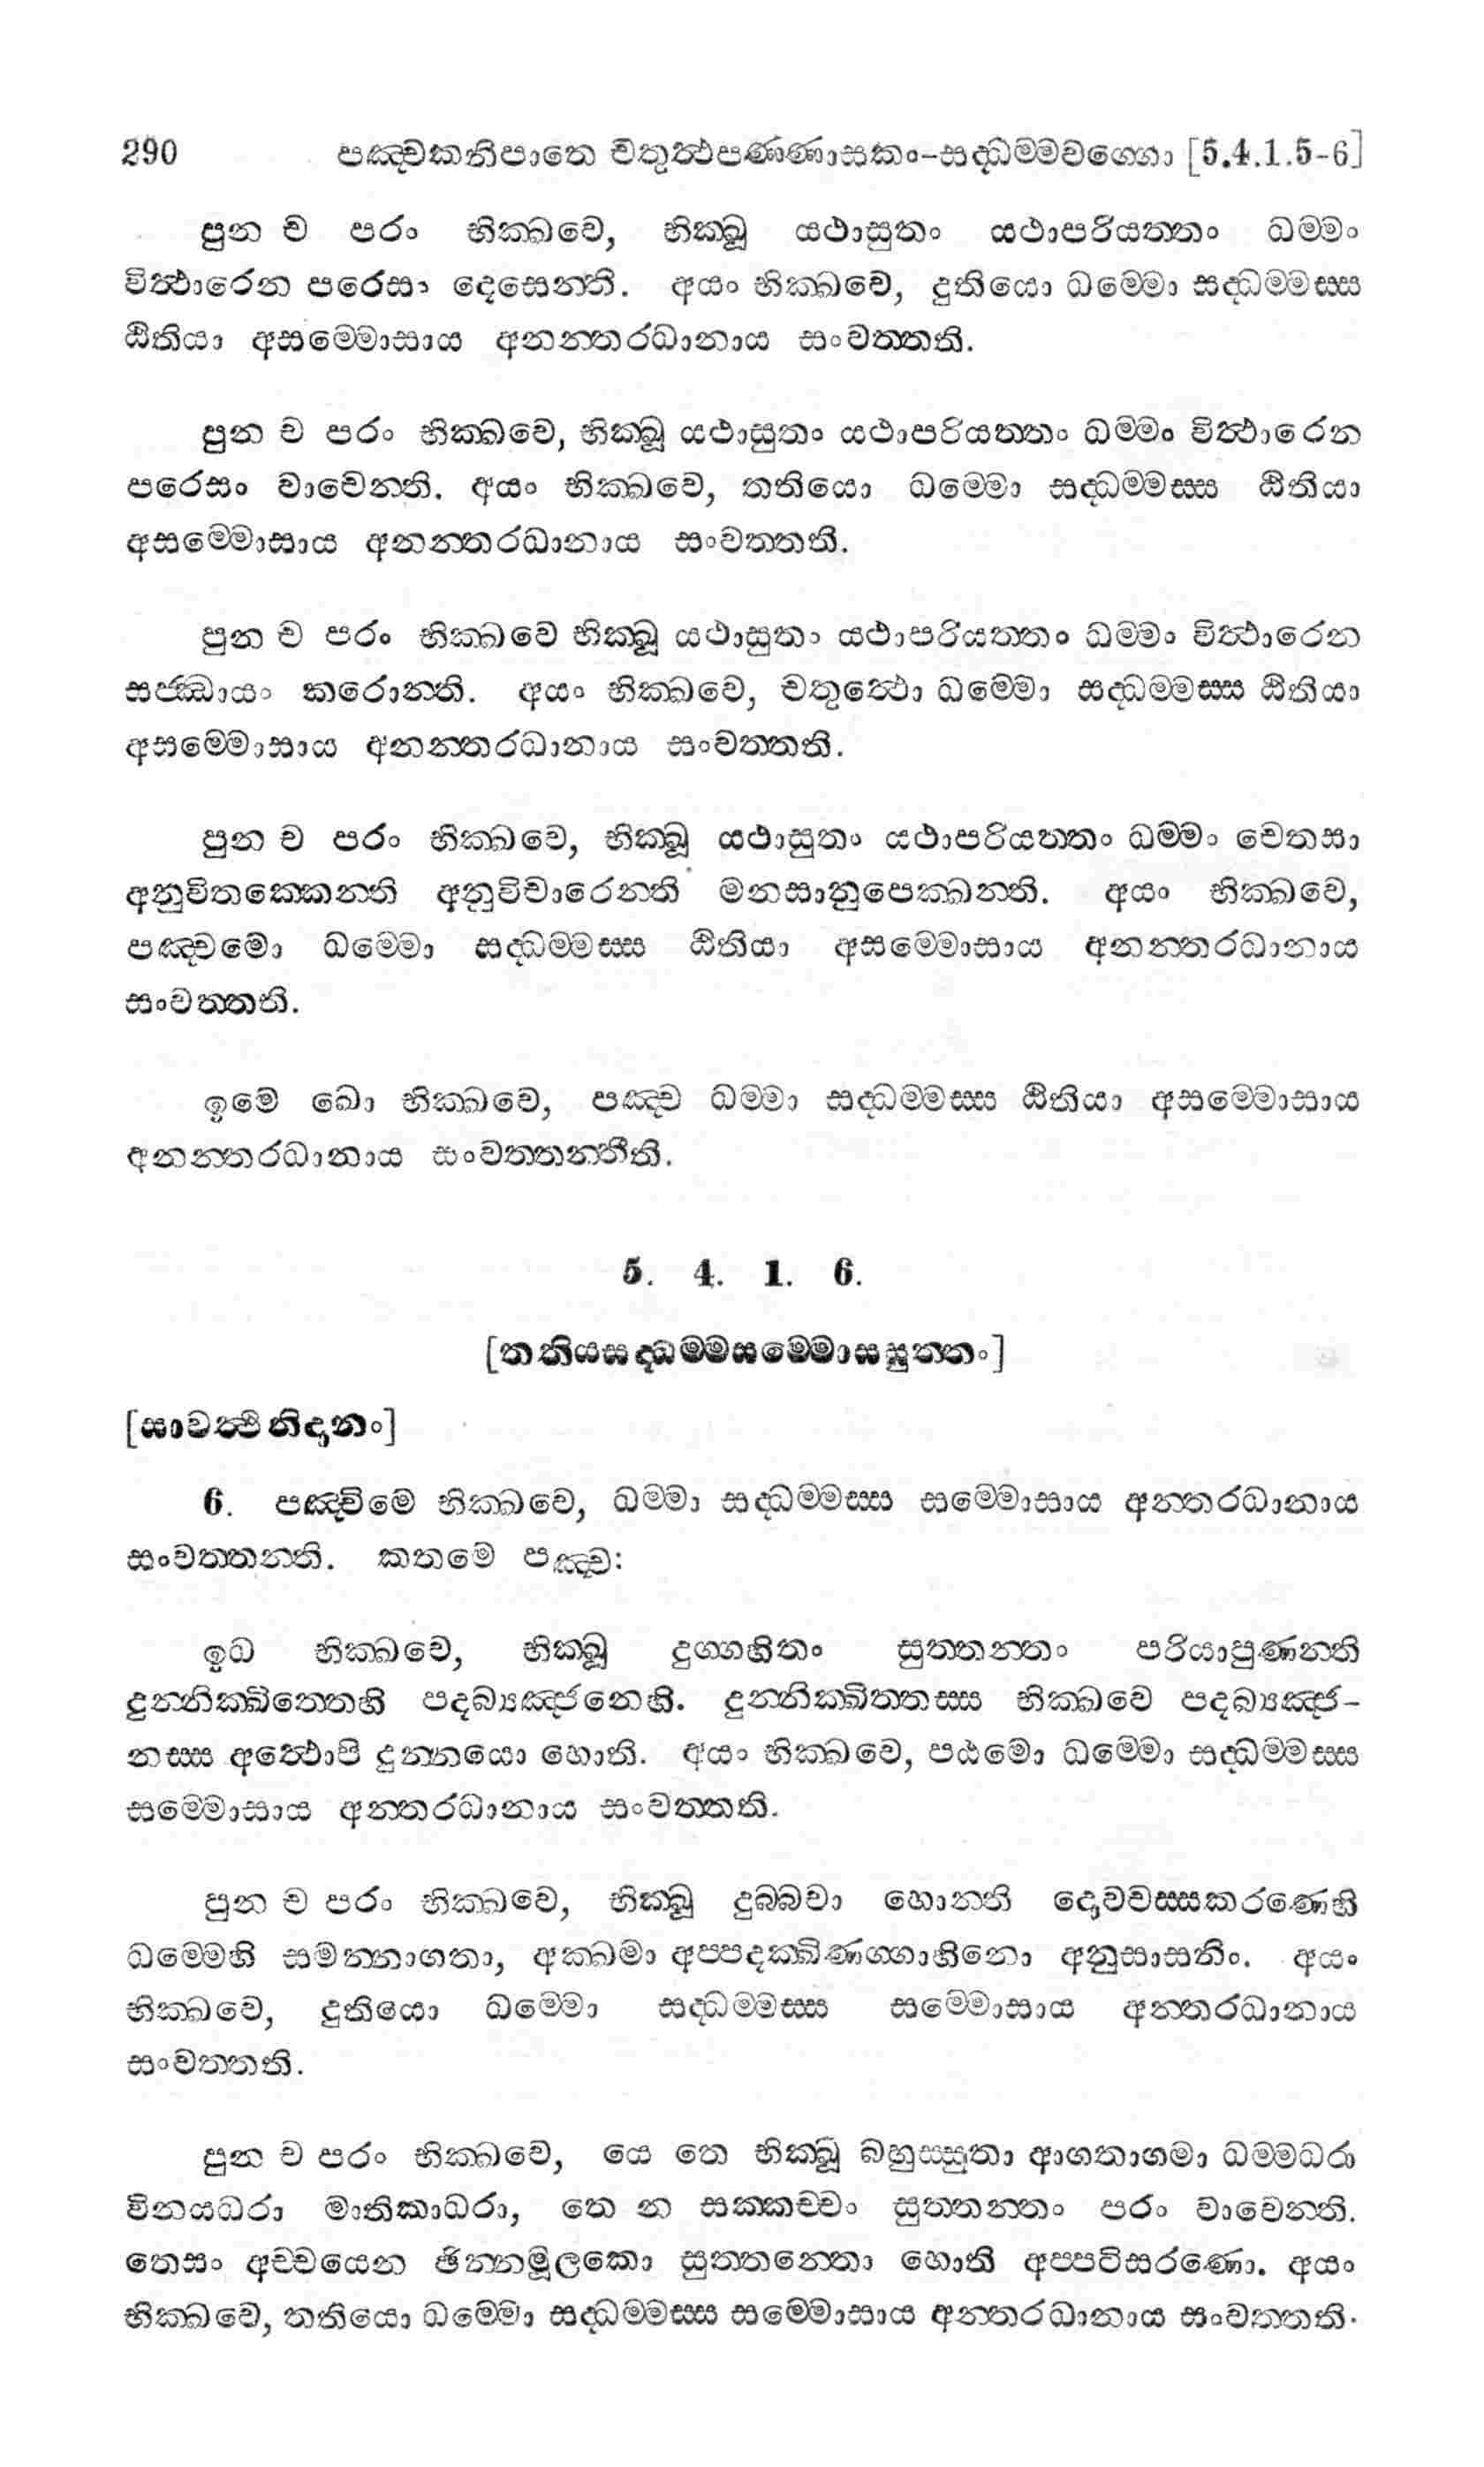 290 පඤ්චකනිපාතෙ චතුත්ථපණ්ණාසකං-සද්ධම්මවග්ගො [5.4.1.5-6]
පුන ච පරං භික්ඛවෙ, භික්ඛූ යථාසුතං යථාපරියත්තං ධම්මං
විත්ථාරෙන පරෙසං දෙසෙන්ති. අයං භික්ඛවෙ, දුතියො ධම්මො සද්ධම්මස්ස
ඨිතියා අසම්මොසාය අනන්තරධානාය සංවත්තති.
පුන ච පරං භික්ඛවෙ, භික්ඛූ යථාසුතං යථාපරියත්තං ධම්මං විත්ථාරෙන
පරෙසං වාචෙන්ති. අයං භික්ඛවෙ, තතියො ධම්මො සද්ධම්මස්ස ඨිතියා
අසම්මොසාය අනන්තරධානාය සංවත්තති.
පුන ච පරං භික්ඛවෙ භික්ඛූ යථාසුතං යථාපරියත්තං ධම්මං විත්ථාරෙන
සජ්ඣායං කරොන්ති. අයං භික්ඛවෙ, චතුත්ථො ධම්මො සද්ධම්මස්ස ඨිතියා
අසම්මොසාය අනන්තරධානාය සංවත්තති.
පුන ච පරං භික්ඛවෙ, භික්ඛූ යථාසුතං යථාපරියත්තං ධම්මං චෙතසා
අනුවිතක්කෙන්ති අනුවිචාරෙන්ති මනසානුපෙක්ඛන්ති. අයං භික්ඛවෙ,
පඤ්චමො ධම්මො සද්ධම්මස්ස ඨිතියා අසම්මොසාය අනන්තරධානාය
සංවත්තති.
ඉමෙ ඛො භික්ඛවෙ, පඤ්ච ධම්මා සද්ධම්මස්ස ඨිතියා අසම්මොසාය
අනන්තරධානාය සංවත්තන්තීති.
5. 4. 1. 6.
[තතියසද්ධම්මසම්මොසසුත්තං]
[සාවත්ථිනිදානං]
6. පඤ්චිමෙ භික්ඛවෙ, ධම්මා සද්ධම්මස්ස සම්මොසාය අන්තරධානාය
සංවත්තන්ති. කතමෙ පඤ්ච:
ඉධ භික්ඛවෙ, භික්ඛූ දුග්ගහිතං සුත්තන්තං පරියාපුණන්ති
දුන්නික්ඛිත්තෙහි පදබ්‍යඤ්ජනෙහි. දුන්නික්ඛිත්තස්ස භික්ඛවෙ පදබ්‍යඤ්ජ-
නස්ස අත්ථොපි දුන්නයො හොති. අයං භික්ඛවෙ, පඨමො ධම්මො සද්ධම්මස්ස
සම්මොසාය අන්තරධානාය සංවත්තති.
පුන ච පරං භික්ඛවෙ, භික්ඛූ දුබ්බචා හොන්ති දොවචස්සකරණෙහි
ධම්මෙහි සමන්නාගතා, අක්ඛමා අප්පදක්ඛිණග්ගාහිනො අනුසාසනිං. අයං
භික්ඛවෙ, දුතියො ධම්මො සද්ධම්මස්ස සම්මොසාය අන්තරධානාය
සංවත්තති.
පුන ච පරං භික්ඛවෙ, යෙ තෙ භික්ඛූ බහුස්සුතා ආගතාගමා ධම්මධරා
විනයධරා මාතිකාධරා, තෙ න සක්කච්චං සුත්තන්තං පරං වාචෙන්ති.
තෙසං අච්චයෙන ඡින්නමූලකො සුත්තන්තො හොති අප්පටිසරණො. අයං
භික්ඛවෙ, තතියො ධම්මො සද්ධම්මස්ස සම්මොසාය අන්තරධානාය සංවත්තති.